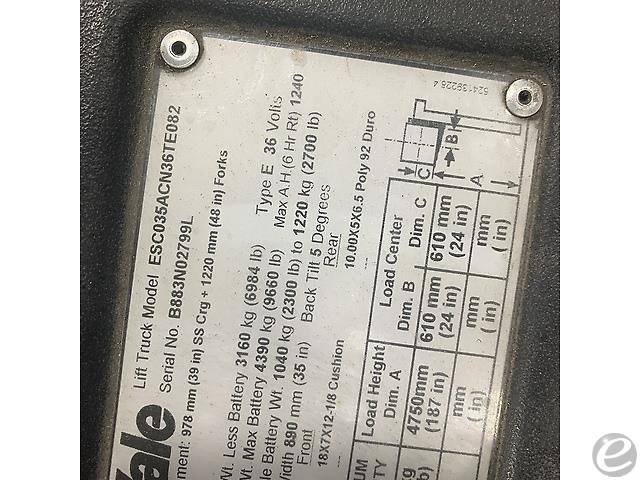 Yale
Lift Truck Model ESC035ACN36TE082
Serial No. B883N02799L
ment: 978 mm (39 in) SS Crg + 1220 mm (48 in) Forks
Wt. Less Battery 3160 kg (6984 lb) Type E 36 Volts
Wt. Max Battery 4390 kg (9660 lb) Max A.H.(6 Hr Rt) 1240
le Battery Wt. 1040 kg (2300 lb) to 1220 kg (2700 lb)
Width 890 mm (35 in) Back Tilt 5 Degrees
Front Rear
18X7X12-1/8 Cushion 10.00X5X6.5 Poly 92 Duro
524139228 4
B
C
A
UM Load Height Load Center
TY Dim. A Dim. B Dim. C
kg 4750mm 610 mm 610 mm
lb) (187 in) (24 in) (24 in)
mm mm mm
( in) ( in) ( in)
e